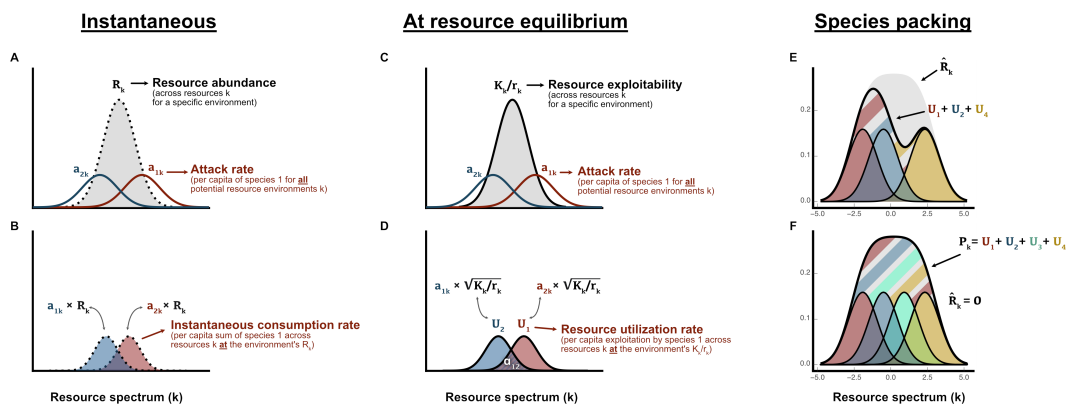 Instantaneous
At resource equilibrium
Species packing
A
R_k
Resource abundance
(across resources k
for a specific environment)
a_2k
a_1k
Attack rate
(per capita of species 1 for all
potential resource environments k)
B
a_1k × R_k
a_2k × R_k
Instantaneous consumption rate
(per capita sum of species 1 across
resources k at the environment's R_k)
Resource spectrum (k)
C
K_k/r_k
Resource exploitability
(across resources k
for a specific environment)
a_2k
a_1k
Attack rate
(per capita of species 1 for all
potential resource environments k)
D
a_1k × √K_k/r_k
a_2k × √K_k/r_k
U_2
U_1
α_12
Resource utilization rate
(per capita exploitation by species 1 across
resources k at the environment's K_k/r_k)
Resource spectrum (k)
E
R̂_k
U_1 + U_2 + U_4
0.2
0.1
0.0
−5.0 −2.5 0.0 2.5 5.0
F
P_k = U_1 + U_2 + U_3 + U_4
R̂_k = 0
0.2
0.1
0.0
−5.0 −2.5 0.0 2.5 5.0
Resource spectrum (k)